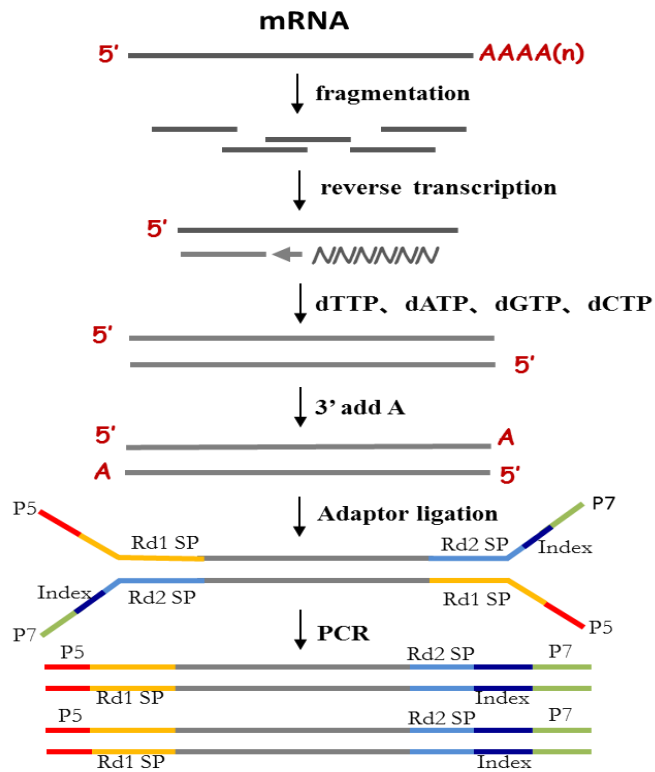 mRNA
5’ AAAA(n)
fragmentation
reverse transcription
5’
NNNNNN
dTTP、dATP、dGTP、dCTP
5’
5’
3’ add A
5’ A
A 5’
P5 Adaptor ligation P7
Rd1 SP Rd2 SP Index
Index Rd2 SP Rd1 SP
P7 PCR P5
P5 Rd2 SP P7
Rd1 SP Index
P5 Rd2 SP P7
Rd1 SP Index